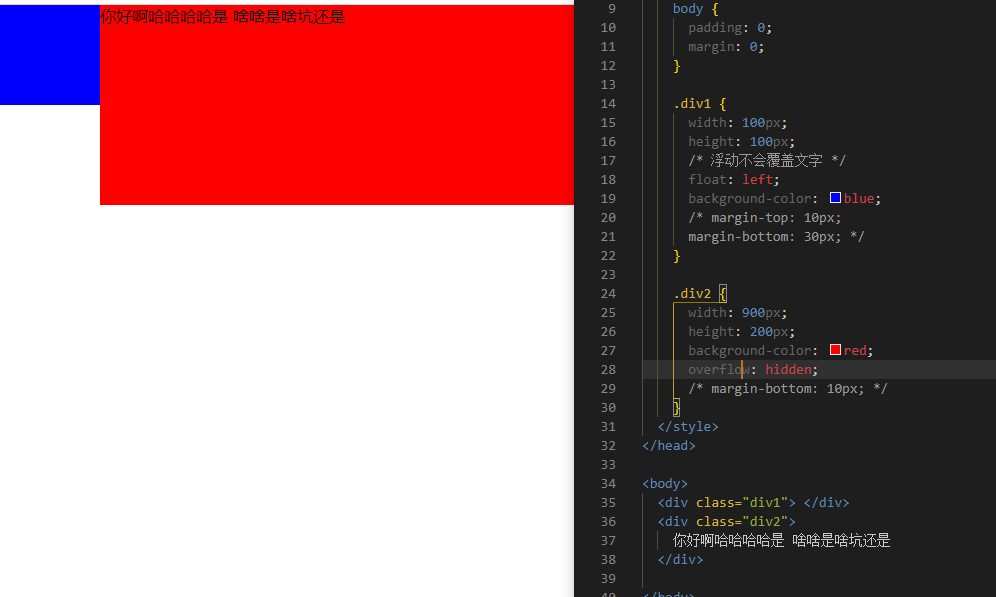 你好啊哈哈哈哈是 啥啥是啥坑还是
9 body {
10 padding: 0;
11 margin: 0;
12 }
13
14 .div1 {
15 width: 100px;
16 height: 100px;
17 /* 浮动不会覆盖文字 */
18 float: left;
19 background-color: blue;
20 /* margin-top: 10px;
21 margin-bottom: 30px; */
22 }
23
24 .div2 {
25 width: 900px;
26 height: 200px;
27 background-color: red;
28 overflow: hidden;
29 /* margin-bottom: 10px; */
30 }
31 </style>
32 </head>
33
34 <body>
35 <div class="div1"> </div>
36 <div class="div2">
37 你好啊哈哈哈哈是 啥啥是啥坑还是
38 </div>
39
40 </body>